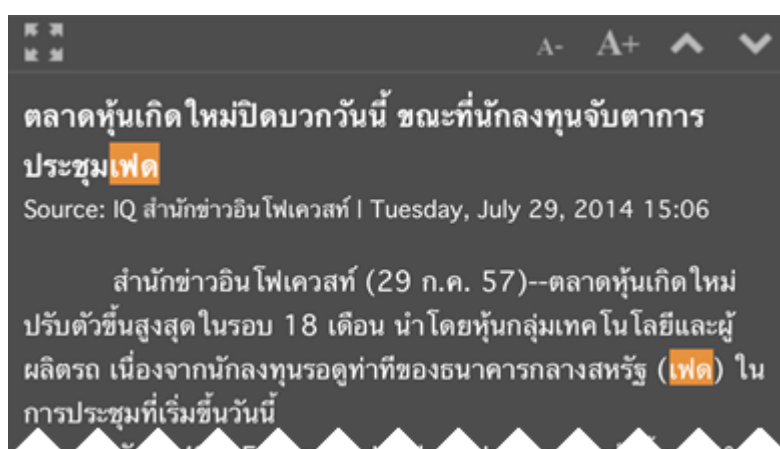 A- A+
ตลาดหุ้นเกิดใหม่ปิดบวกวันนี้ ขณะที่นักลงทุนจับตาการ
ประชุมเฟด
Source: IQ สำนักข่าวอินโฟเควสท์ | Tuesday, July 29, 2014 15:06
สำนักข่าวอินโฟเควสท์ (29 ก.ค. 57)--ตลาดหุ้นเกิดใหม่
ปรับตัวขึ้นสูงสุดในรอบ 18 เดือน นำโดยหุ้นกลุ่มเทคโนโลยีและผู้
ผลิตรถ เนื่องจากนักลงทุนรอดูท่าทีของธนาคารกลางสหรัฐ (เฟด) ใน
การประชุมที่เริ่มขึ้นวันนี้